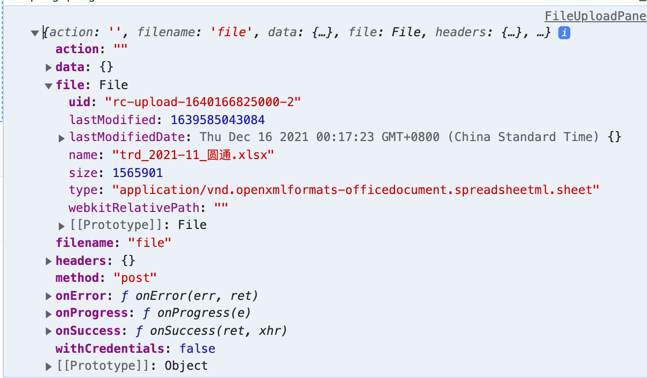 FileUploadPane
{action: '', filename: 'file', data: {…}, file: File, headers: {…}, …} i
action: ""
data: {}
file: File
uid: "rc-upload-1640166825000-2"
lastModified: 1639585043084
lastModifiedDate: Thu Dec 16 2021 00:17:23 GMT+0800 (China Standard Time) {}
name: "trd_2021-11_圆通.xlsx"
size: 1565901
type: "application/vnd.openxmlformats-officedocument.spreadsheetml.sheet"
webkitRelativePath: ""
[[Prototype]]: File
filename: "file"
headers: {}
method: "post"
onError: ƒ onError(err, ret)
onProgress: ƒ onProgress(e)
onSuccess: ƒ onSuccess(ret, xhr)
withCredentials: false
[[Prototype]]: Object